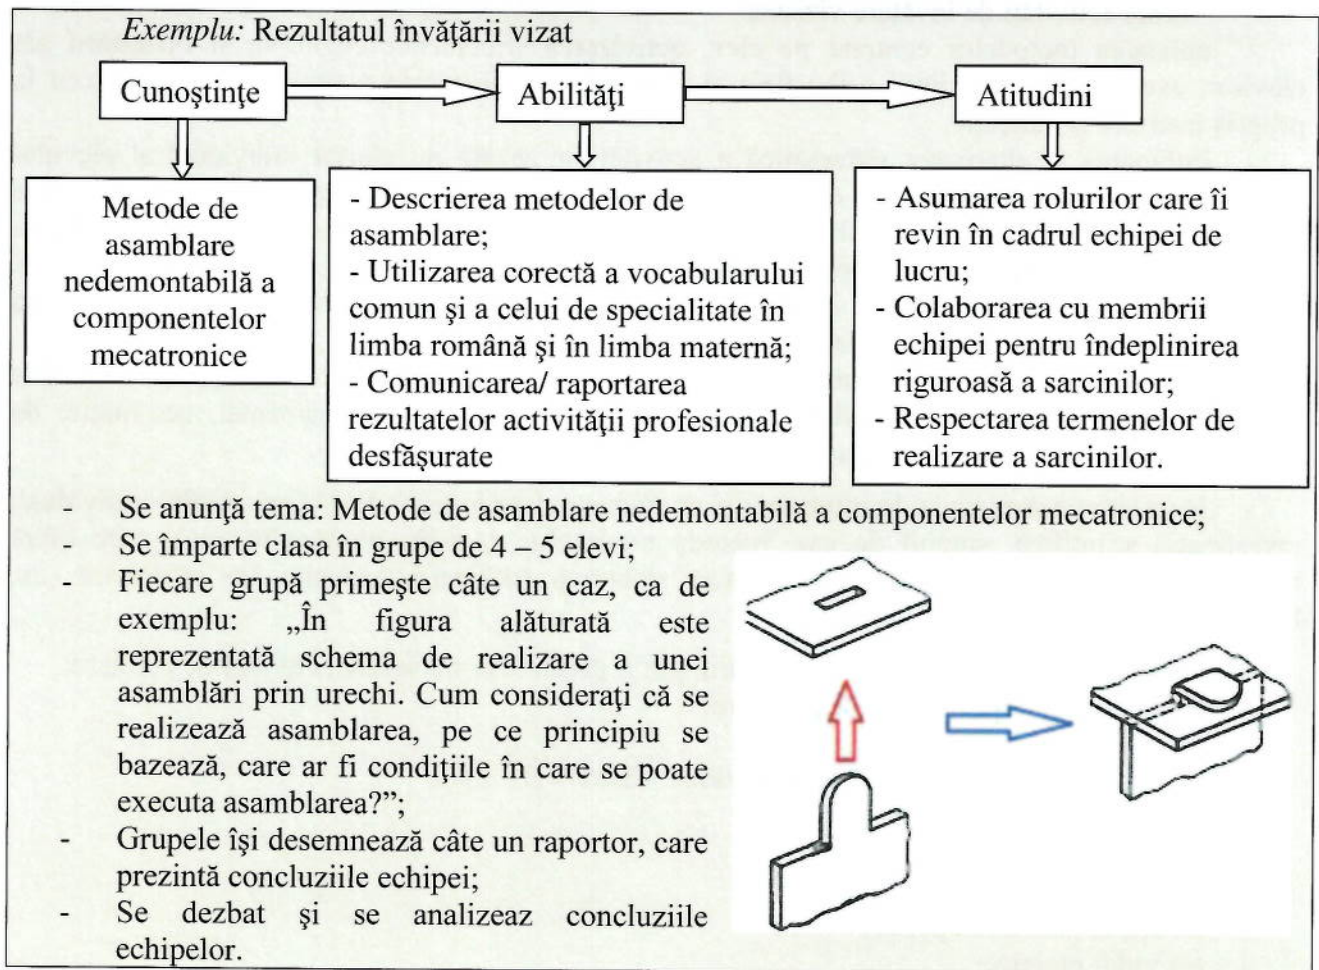 Exemplu: Rezultatul învăţării vizat
Cunoştinţe
Abilităţi
Atitudini
Metode de
asamblare
nedemontabilă a
componentelor
mecatronice
- Descrierea metodelor de
asamblare;
- Utilizarea corectă a vocabularului
comun şi a celui de specialitate în
limba română şi în limba maternă;
- Comunicarea/ raportarea
rezultatelor activităţii profesionale
desfăşurate
- Asumarea rolurilor care îi
revin în cadrul echipei de
lucru;
- Colaborarea cu membrii
echipei pentru îndeplinirea
riguroasă a sarcinilor;
- Respectarea termenelor de
realizare a sarcinilor.
- Se anunţă tema: Metode de asamblare nedemontabilă a componentelor mecatronice;
- Se împarte clasa în grupe de 4 – 5 elevi;
- Fiecare grupă primeşte câte un caz, ca de
exemplu: „În figura alăturată este
reprezentată schema de realizare a unei
asamblări prin urechi. Cum consideraţi că se
realizează asamblarea, pe ce principiu se
bazează, care ar fi condiţiile în care se poate
executa asamblarea?”;
- Grupele îşi desemnează câte un raportor, care
prezintă concluziile echipei;
- Se dezbat şi se analizeaz concluziile
echipelor.